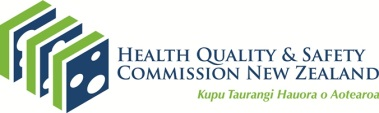 HEALTH QUALITY & SAFETY
COMMISSION NEW ZEALAND
Kupu Taurangi Hauora o Aotearoa